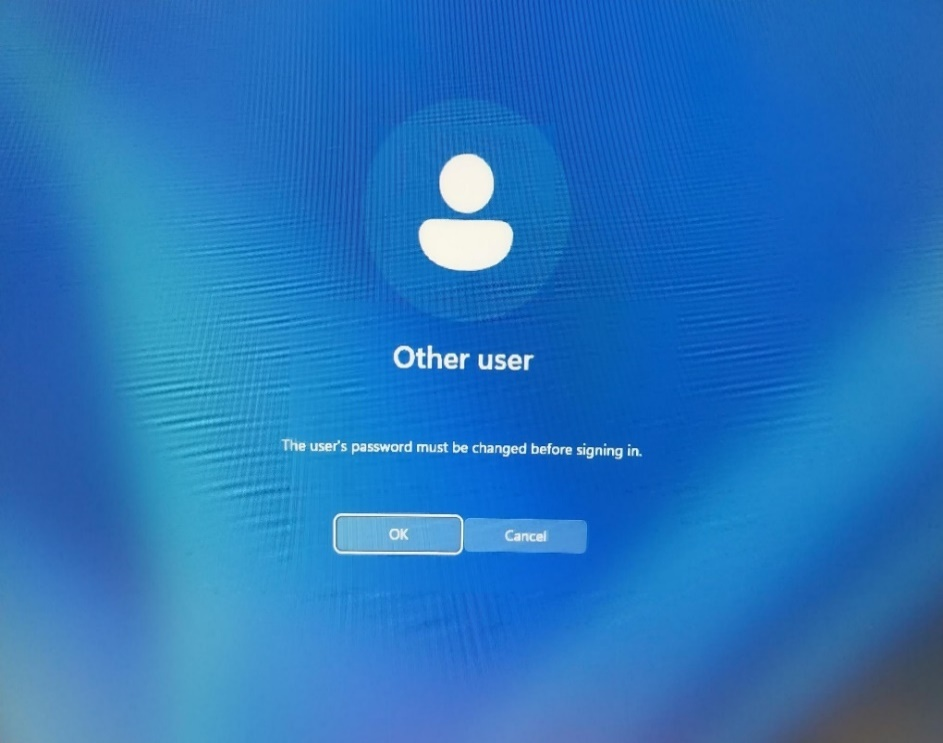 Other user
The user's password must be changed before signing in.
OK
Cancel